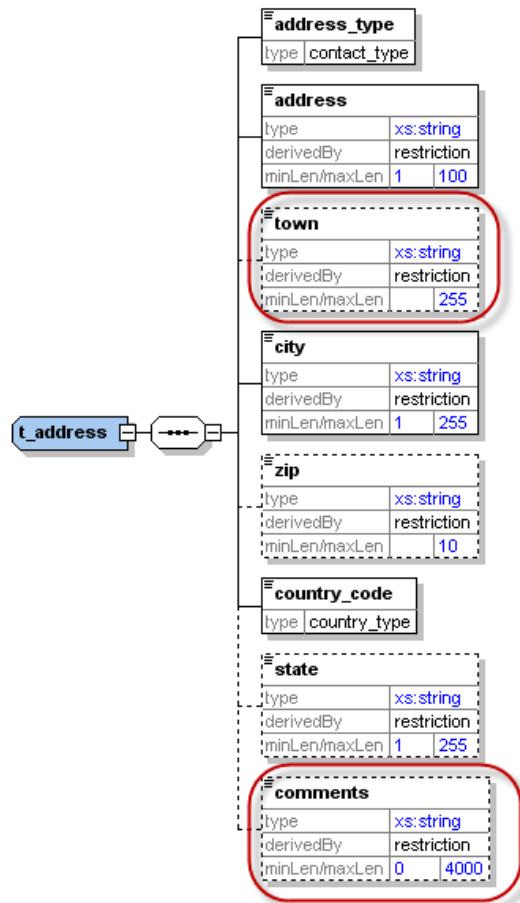 address_type
type contact_type
address
type xs:string
derivedBy restriction
minLen/maxLen 1 100
town
type xs:string
derivedBy restriction
minLen/maxLen 255
city
type xs:string
derivedBy restriction
minLen/maxLen 1 255
t_address
zip
type xs:string
derivedBy restriction
minLen/maxLen 10
country_code
type country_type
state
type xs:string
derivedBy restriction
minLen/maxLen 1 255
comments
type xs:string
derivedBy restriction
minLen/maxLen 0 4000